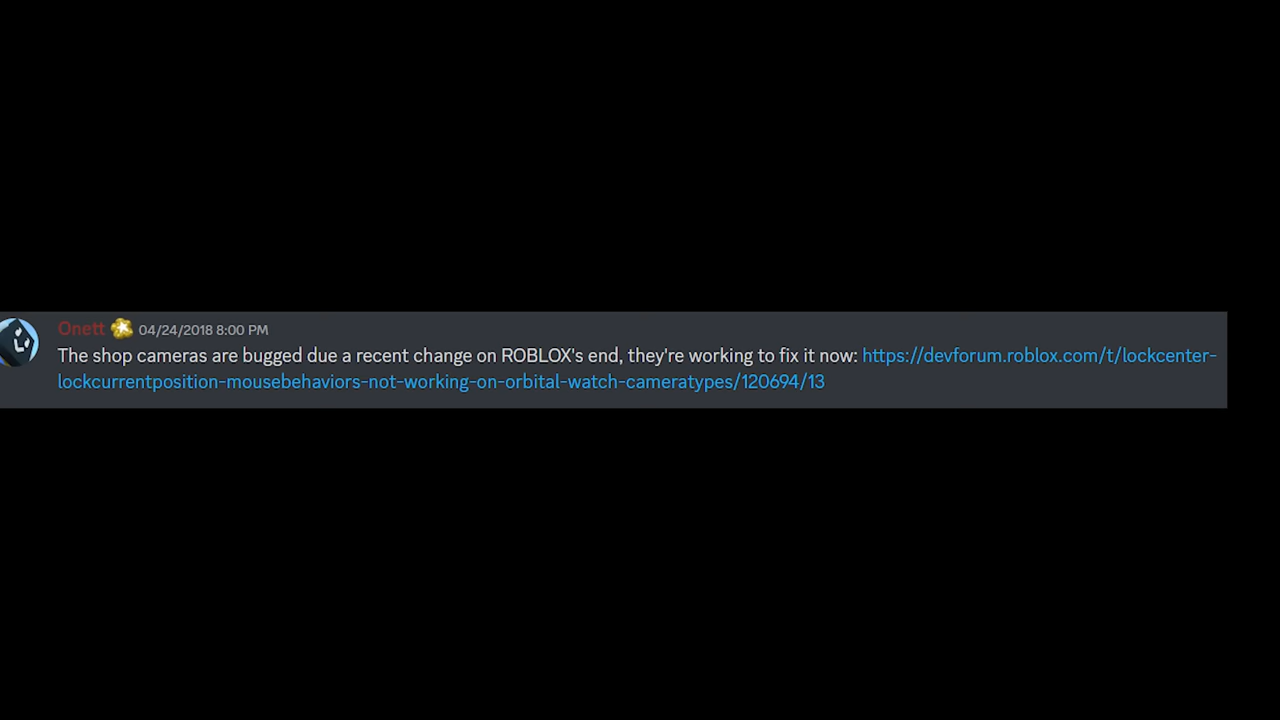 Onett 04/24/2018 8:00 PM
The shop cameras are bugged due a recent change on ROBLOX's end, they're working to fix it now: https://devforum.roblox.com/t/lockcenter-
lockcurrentposition-mousebehaviors-not-working-on-orbital-watch-cameratypes/120694/13